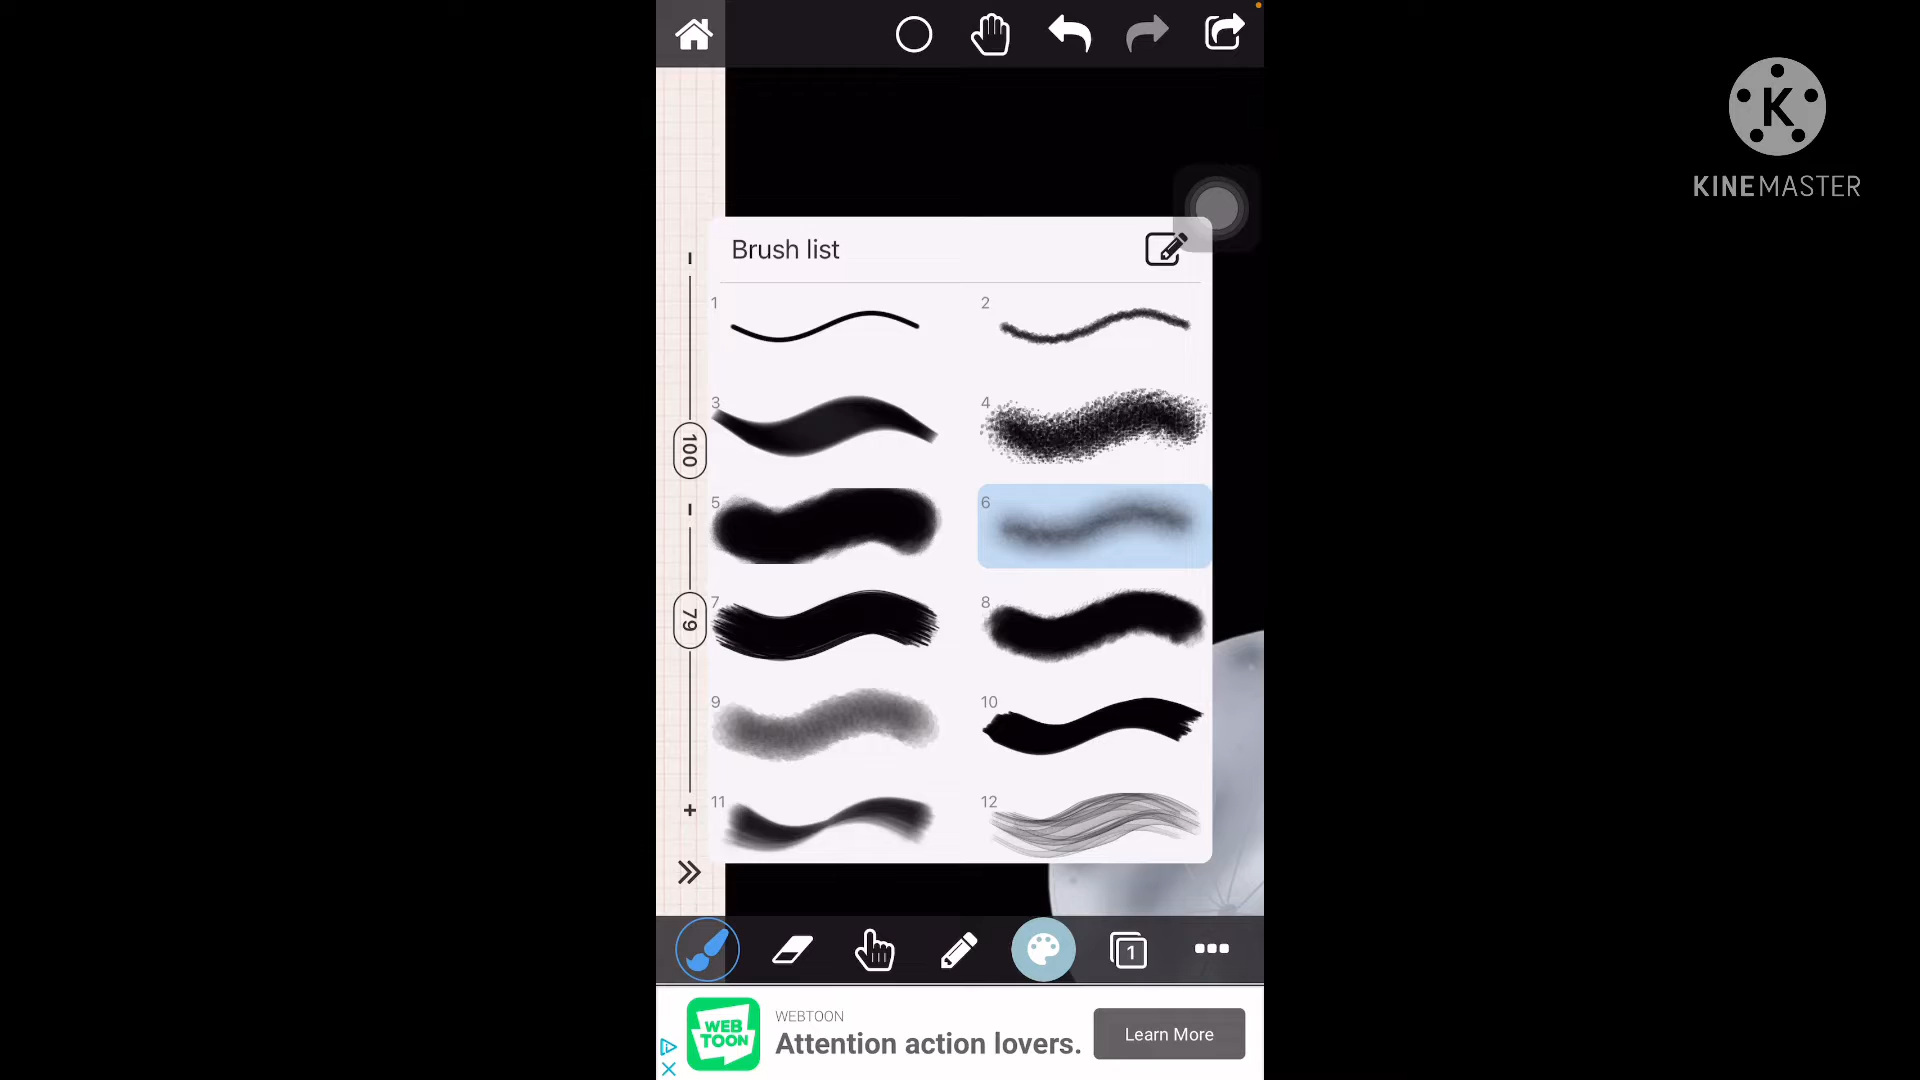 K
KINEMASTER
Brush list
1
2
3
4
5
6
7
8
9
10
11
12
100
79
1
WEB
TOON
WEBTOON
Attention action lovers.
Learn More